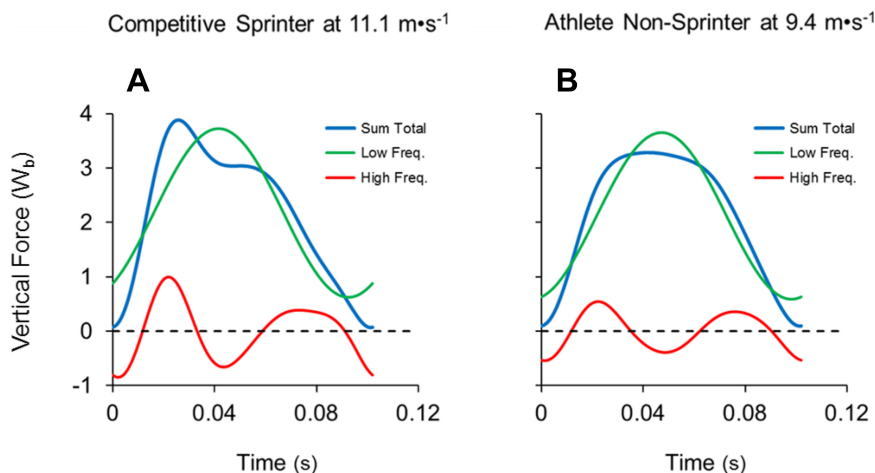 Competitive Sprinter at 11.1 m•s⁻¹
Athlete Non-Sprinter at 9.4 m•s⁻¹
A
B
Vertical Force (W_b)
4
3
2
1
0
-1
Sum Total
Low Freq.
High Freq.
Sum Total
Low Freq.
High Freq.
0
0.04
0.08
0.12
0
0.04
0.08
0.12
Time (s)
Time (s)